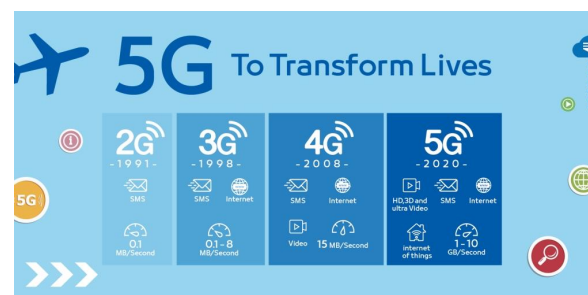 5G To Transform Lives
2G
-1991-
SMS
0.1
MB/Second
3G
-1998-
SMS Internet
0.1-8
MB/Second
4G
-2008-
SMS Internet
Video 15 MB/Second
5G
-2020-
HD,3D and
ultra Video SMS Internet
internet
of things
1-10
GB/Second
5G